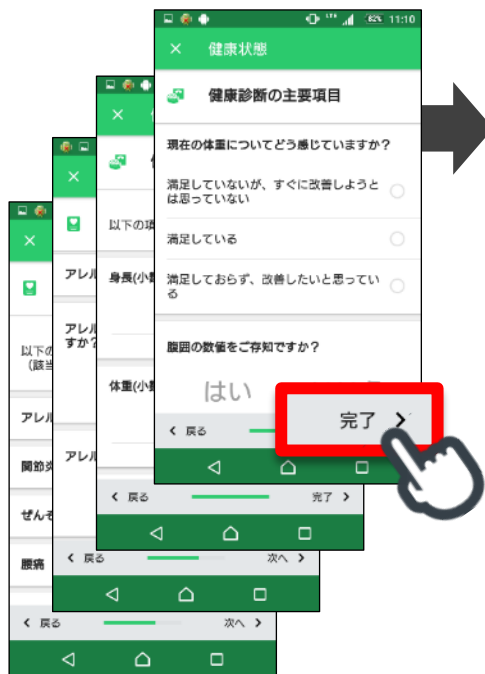 11:10
健康状態
健康診断の主要項目
現在の体重についてどう感じていますか？
満足していないが、すぐに改善しようと
は思っていない
満足している
満足しておらず、改善したいと思ってい
る
腹囲の数値をご存知ですか？
はい
戻る
完了
以下の項
身長(小数
体重(小数
戻る
完了
アレル
アレル
すか？
アレル
戻る
次へ
以下の
（該当
アレル
関節炎
ぜんそ
腰痛
戻る
次へ